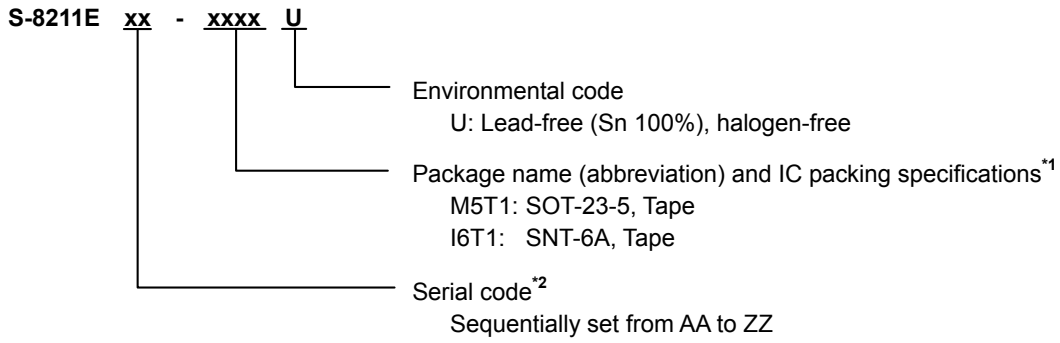 S-8211E xx - xxxx U
Environmental code
U: Lead-free (Sn 100%), halogen-free
Package name (abbreviation) and IC packing specifications*1
M5T1: SOT-23-5, Tape
I6T1: SNT-6A, Tape
Serial code*2
Sequentially set from AA to ZZ